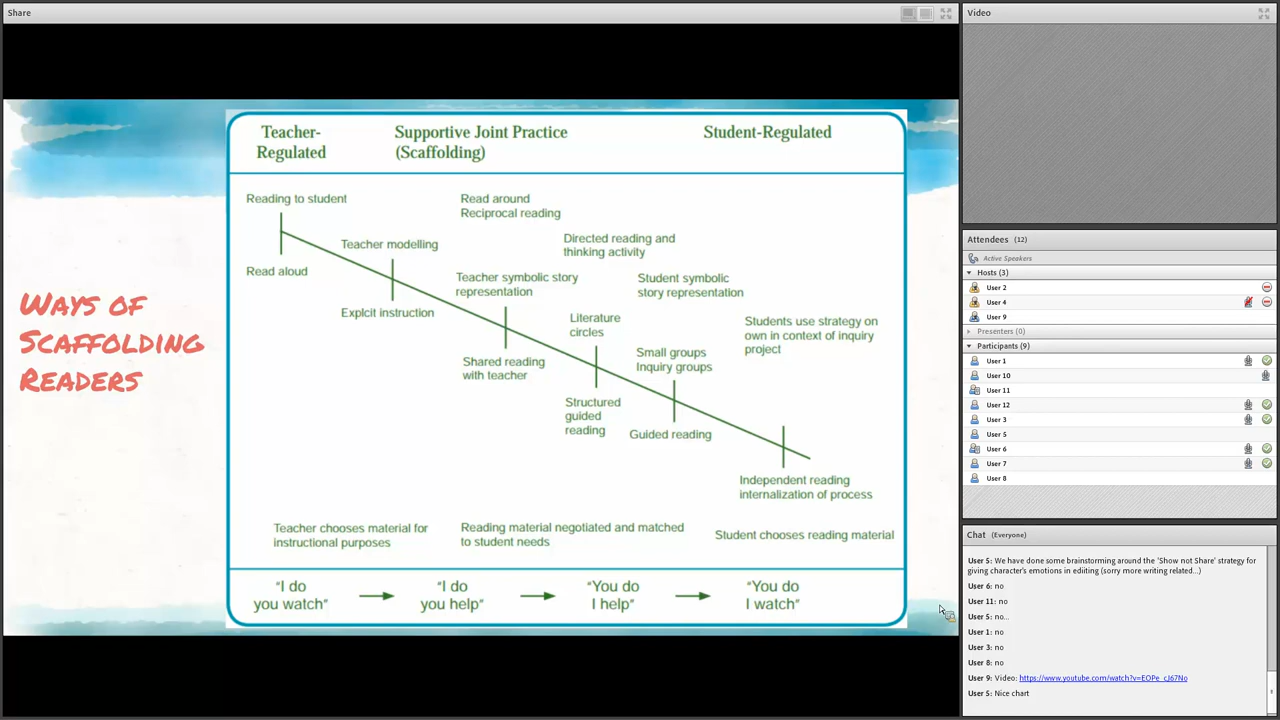 Share
Video
Ways of
Scaffolding
Readers
Teacher-
Regulated
Supportive Joint Practice
(Scaffolding)
Student-Regulated
Reading to student
Read around
Reciprocal reading
Teacher modelling
Directed reading and
thinking activity
Read aloud
Teacher symbolic story
representation
Student symbolic
story representation
Explcit instruction
Literature
circles
Students use strategy on
own in context of inquiry
project
Shared reading
with teacher
Small groups
Inquiry groups
Structured
guided
reading
Guided reading
Independent reading
internalization of process
Teacher chooses material for
instructional purposes
Reading material negotiated and matched
to student needs
Student chooses reading material
"I do
you watch"
"I do
you help"
"You do
I help"
"You do
I watch"
Attendees (12)
Active Speakers
Hosts (3)
User 2
User 4
User 9
Presenters (0)
Participants (9)
User 1
User 10
User 11
User 12
User 3
User 5
User 6
User 7
User 8
Chat (Everyone)
User 5: We have done some brainstorming around the 'Show not Share' strategy for
giving character's emotions in ediiting (sorry more writing related...)
User 6: no
User 11: no
User 5: no...
User 1: no
User 3: no
User 8: no
User 9: Video: https://www.youtube.com/watch?v=EOPe_cJ67No
User 5: Nice chart